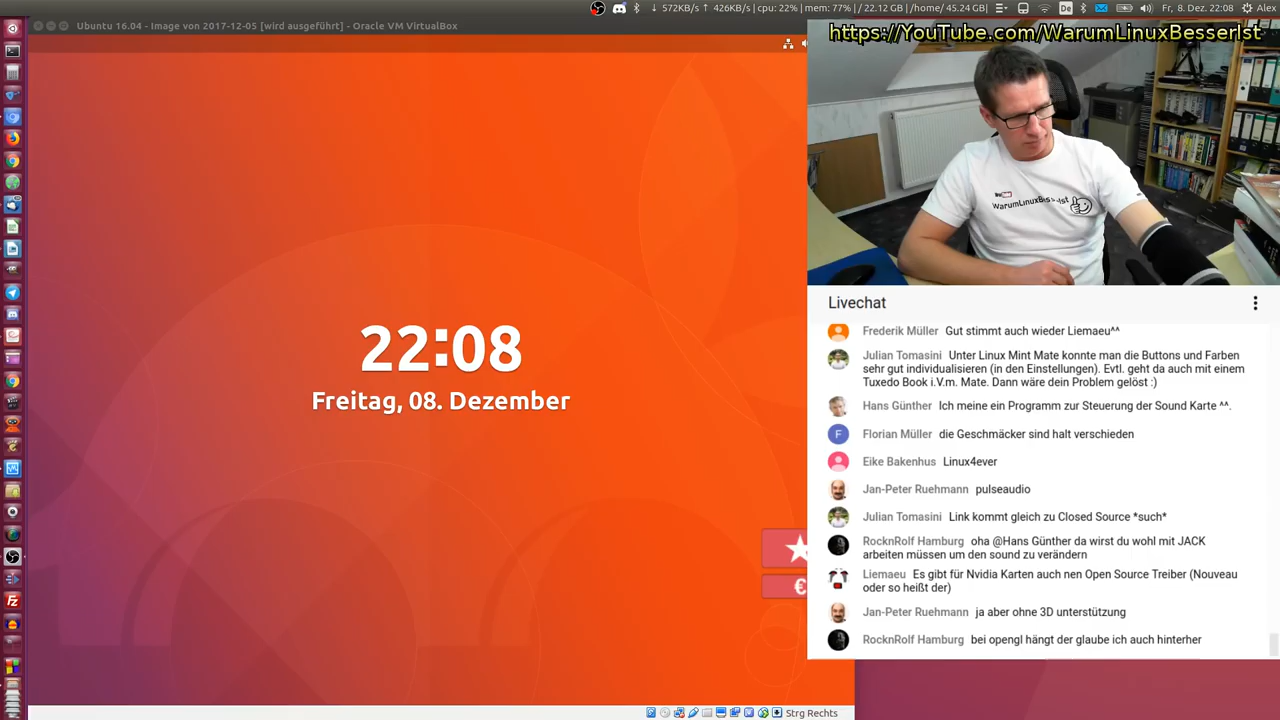 ↓ 572KB/s ↑ 426KB/s | cpu: 22% | mem: 77% | / 22.12 GB | /home/ 45.24 GB | De Fr, 8. Dez, 22:08 Alex
Ubuntu 16.04 - Image von 2017-12-05 [wird ausgeführt] - Oracle VM VirtualBox
https://YouTube.com/WarumLinuxBesserIst
WarumLinuxBesserIst
22:08
Freitag, 08. Dezember
€
Livechat
Frederik Müller Gut stimmt auch wieder Liemaeu^^
Julian Tomasini Unter Linux Mint Mate konnte man die Buttons und Farben
sehr gut individualisieren (in den Einstellungen). Evtl. geht da auch mit einem
Tuxedo Book i.V.m. Mate. Dann wäre dein Problem gelöst :)
Hans Günther Ich meine ein Programm zur Steuerung der Sound Karte ^^.
F Florian Müller die Geschmäcker sind halt verschieden
Eike Bakenhus Linux4ever
Jan-Peter Ruehmann pulseaudio
Julian Tomasini Link kommt gleich zu Closed Source *such*
RocknRolf Hamburg oha @Hans Günther da wirst du wohl mit JACK
arbeiten müssen um den sound zu verändern
Liemaeu Es gibt für Nvidia Karten auch nen Open Source Treiber (Nouveau
oder so heißt der)
Jan-Peter Ruehmann ja aber ohne 3D unterstützung
RocknRolf Hamburg bei opengl hängt der glaube ich auch hinterher
Strg Rechts